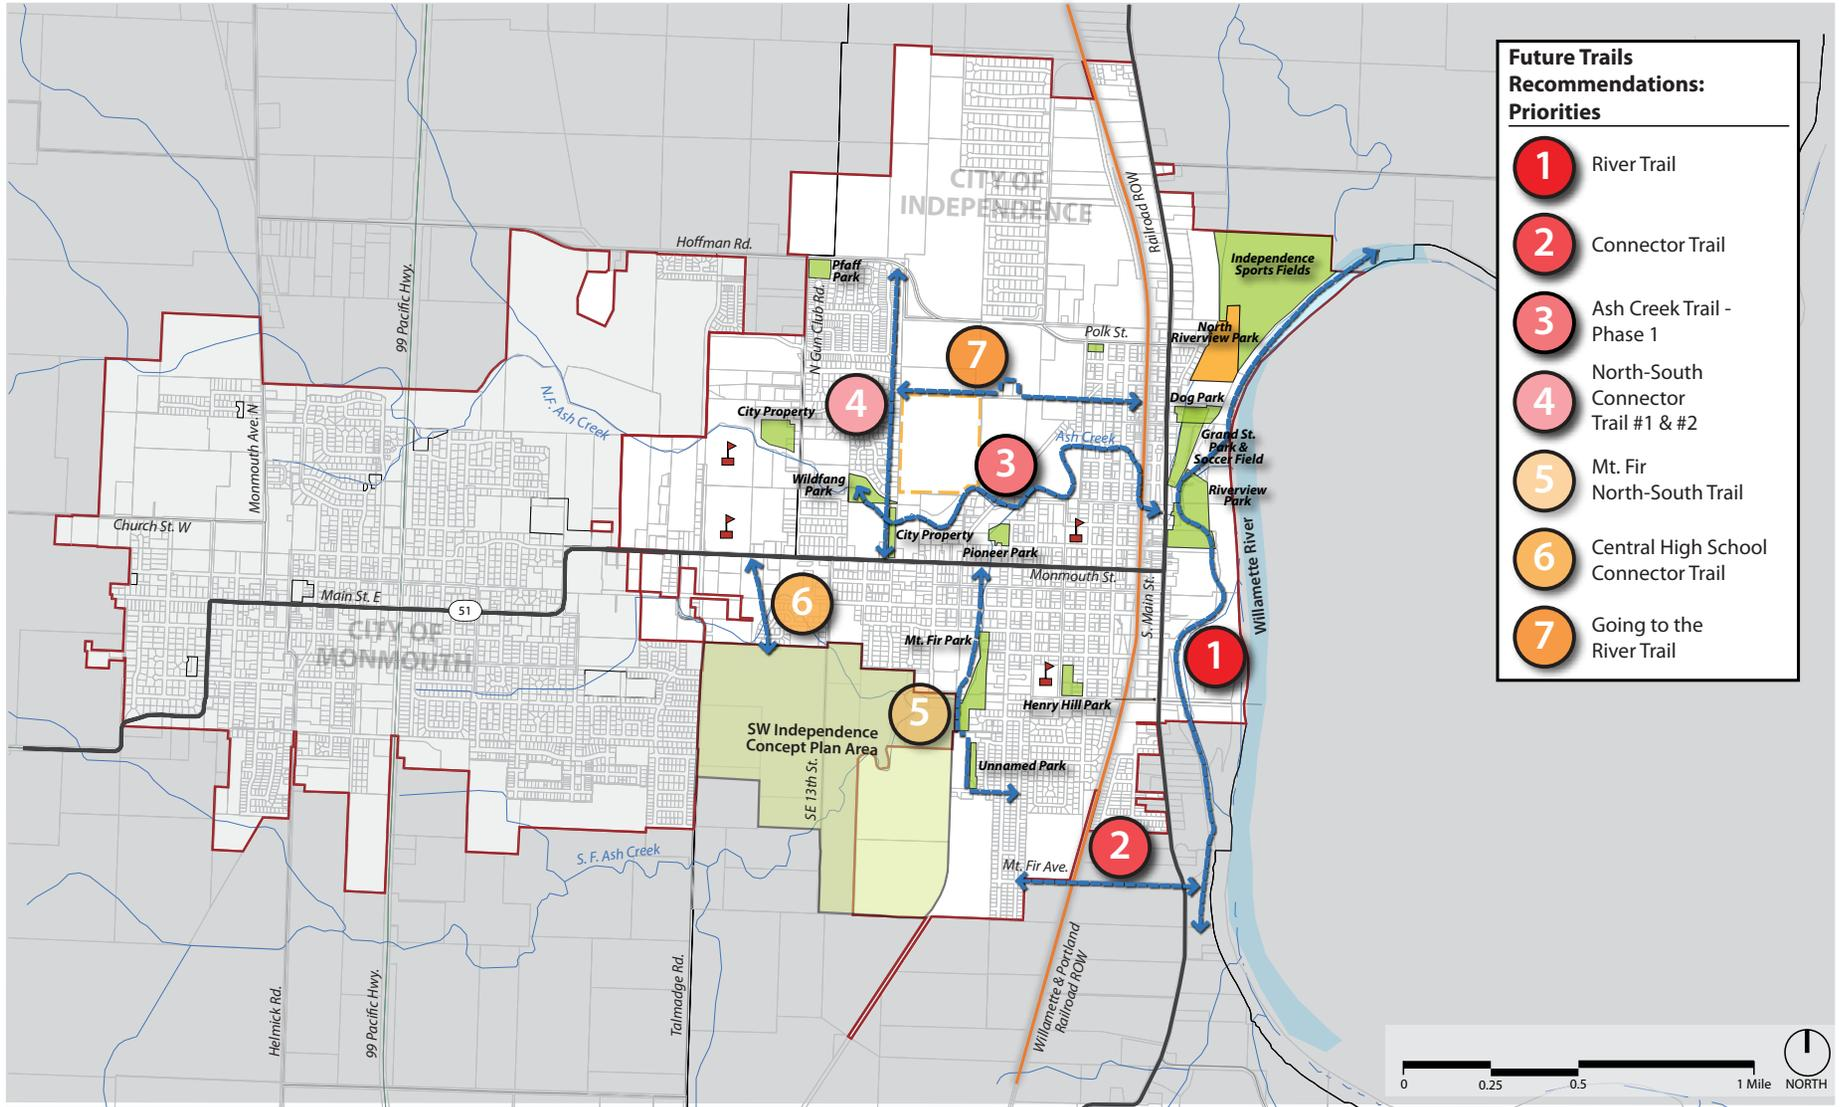 Future Trails
Recommendations:
Priorities
1
River Trail
2
Connector Trail
3
Ash Creek Trail -
Phase 1
4
North-South
Connector
Trail #1 & #2
5
Mt. Fir
North-South Trail
6
Central High School
Connector Trail
7
Going to the
River Trail
CITY OF
INDEPENDENCE
Railroad ROW
Hoffman Rd.
Pfaff
Park
N Gun Club Rd.
99 Pacific Hwy.
Independence
Sports Fields
North
Riverview Park
Polk St.
7
4
Dog Park
N.F. Ash Creek
City Property
Monmouth Ave. N
Ash Creek
Grand St.
Park &
Soccer Field
3
Wildfang
Park
Riverview
Park
Church St. W
City Property
Pioneer Park
Willamette River
Monmouth St.
S. Main St.
Main St. E
51
6
CITY OF
MONMOUTH
Mt. Fir Park
1
Henry Hill Park
5
SW Independence
Concept Plan Area
SE 13th St.
Unnamed Park
2
S. F. Ash Creek
Mt. Fir Ave.
Helmick Rd.
99 Pacific Hwy.
Talmadge Rd.
Willamette & Portland
Railroad ROW
0
0.25
0.5
1 Mile
NORTH